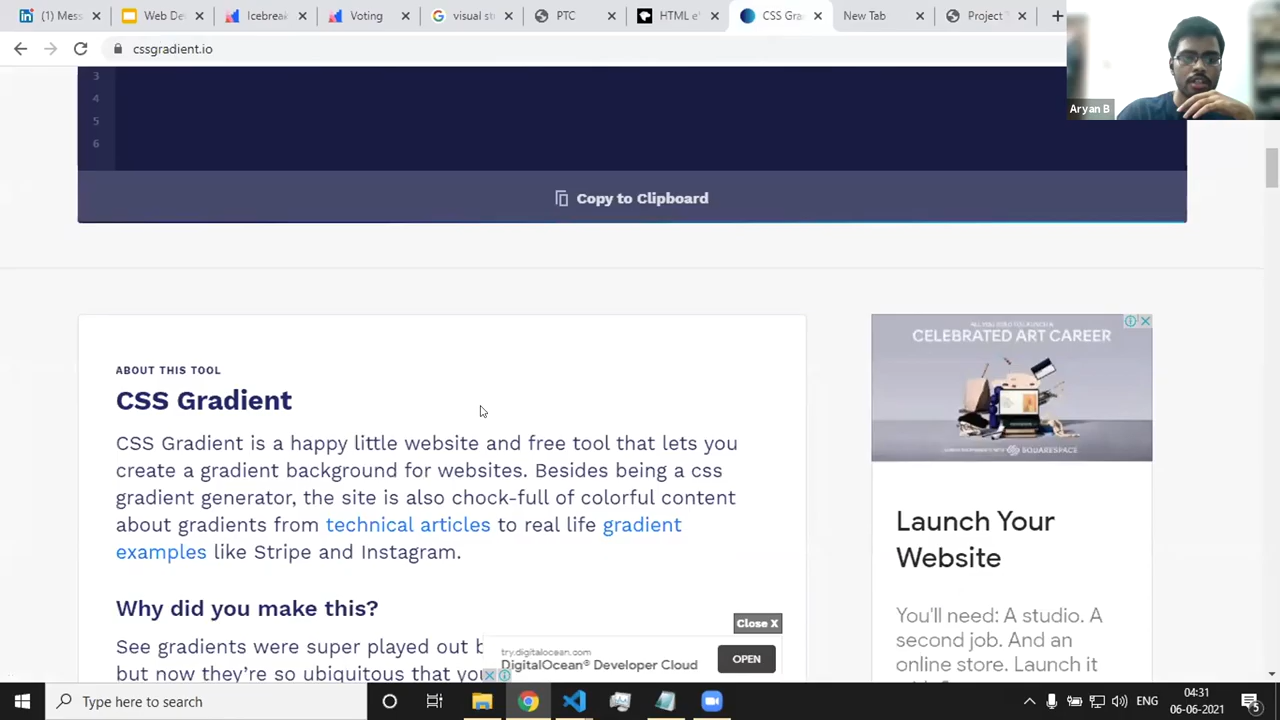 (1) Mess
Web De
Icebreak
Voting
visual st
PTC
HTML e
CSS Gra
New Tab
Project T
cssgradient.io
Aryan B
3
4
5
6
Copy to Clipboard
ABOUT THIS TOOL
CSS Gradient
CSS Gradient is a happy little website and free tool that lets you
create a gradient background for websites. Besides being a css
gradient generator, the site is also chock-full of colorful content
about gradients from technical articles to real life gradient
examples like Stripe and Instagram.
Why did you make this?
See gradients were super played out b
but now they're so ubiquitous that you
CELEBRATED ART CAREER
SQUARESPACE
Launch Your
Website
You'll need: A studio. A
second job. And an
online store. Launch it
Close X
try.digitalocean.com
DigitalOcean® Developer Cloud
OPEN
Type here to search
ENG
04:31
06-06-2021
5